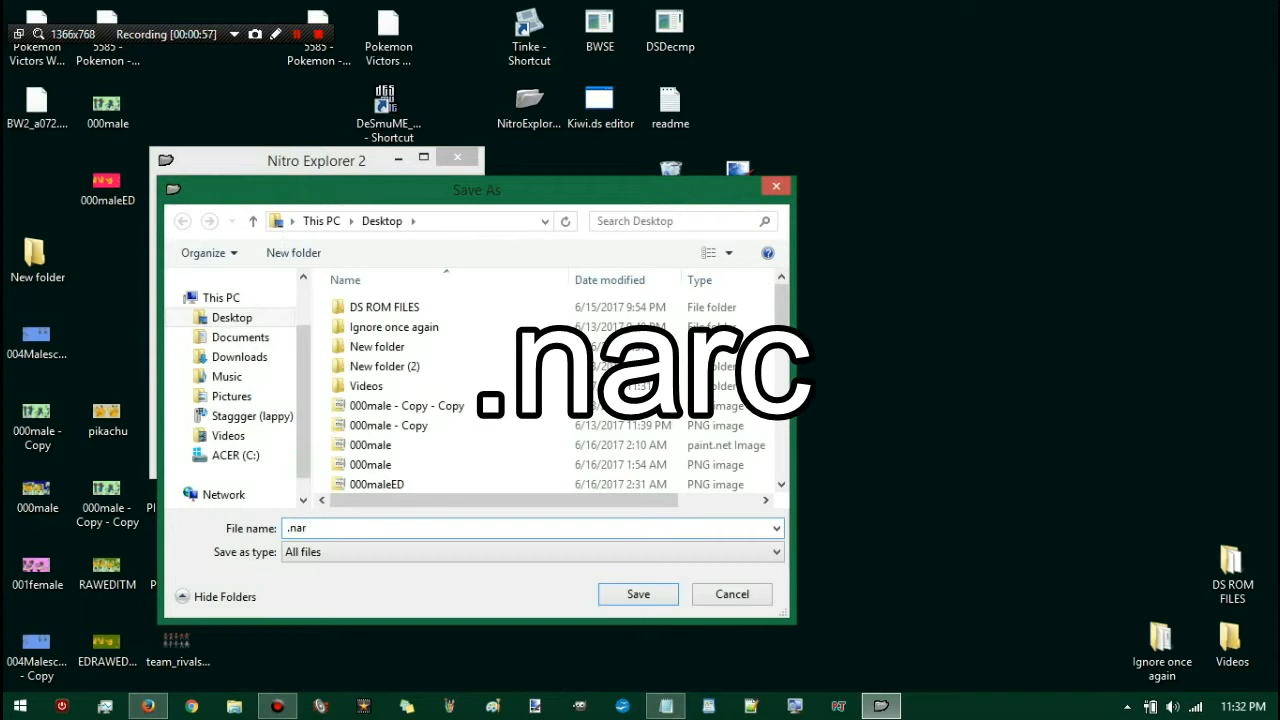 1366x768
Recording [00:00:57]
Pokemon
Victors W...
5585 -
Pokemon -...
5585 -
Pokemon -...
Pokemon
Victors ...
Tinke -
Shortcut
BWSE
DSDecmp
BW2_a072....
000male
DeSmuME_...
- Shortcut
NitroExplor...
Kiwi.ds editor
readme
000maleED
New folder
004Malesc...
000male -
Copy
pikachu
000male
000male -
Copy - Copy
001female
RAWEDITM
004Malesc...
- Copy
EDRAWED...
team_rivals...
Nitro Explorer 2
Save As
This PC
Desktop
Search Desktop
Organize
New folder
Name
Date modified
Type
This PC
Desktop
Documents
Downloads
Music
Pictures
Staggger (lappy)
Videos
ACER (C:)
Network
DS ROM FILES 6/15/2017 9:54 PM File folder
Ignore once again File folder
New folder
New folder (2)
Videos
000male - Copy - Copy PNG image
000male - Copy 6/13/2017 11:39 PM PNG image
000male 6/16/2017 2:10 AM paint.net Image
000male 6/16/2017 1:54 AM PNG image
000maleED 6/16/2017 2:31 AM PNG image
.narc
File name: .nar
Save as type: All files
Hide Folders
Save
Cancel
DS ROM
FILES
Ignore once
again
Videos
11:32 PM